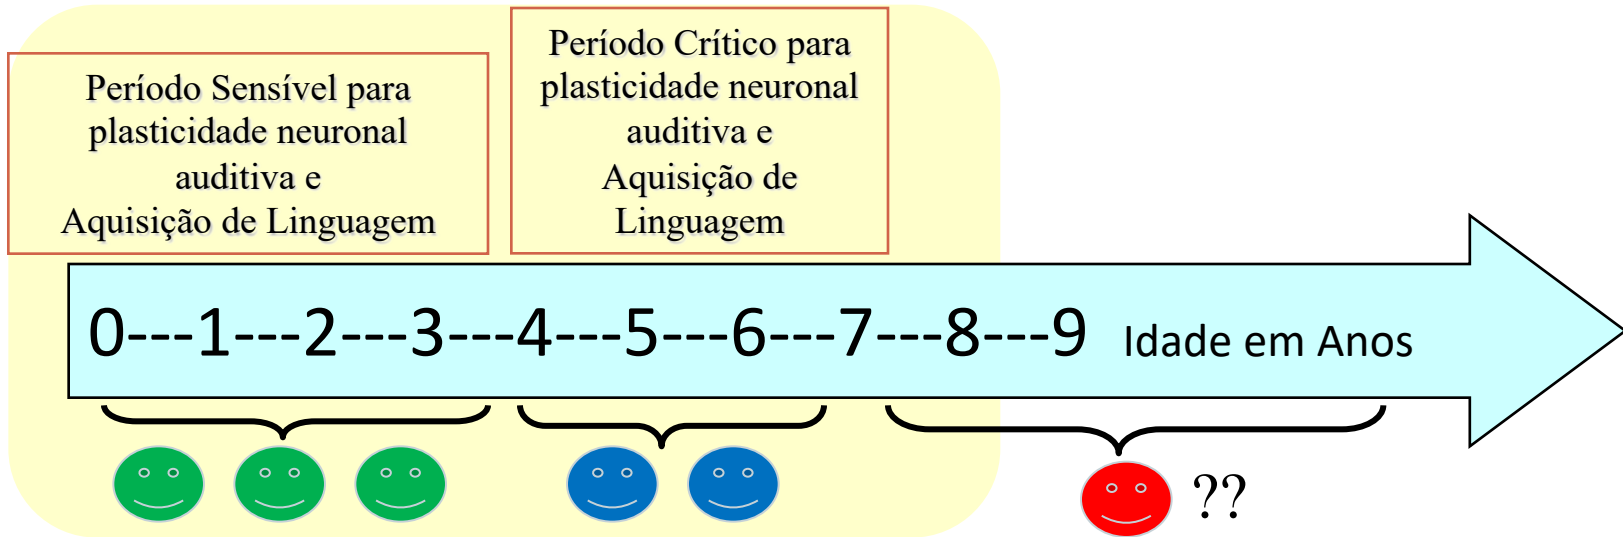 Período Sensível para
plasticidade neuronal
auditiva e
Aquisição de Linguagem
Período Crítico para
plasticidade neuronal
auditiva e
Aquisição de
Linguagem
0---1---2---3---4---5---6---7---8---9 Idade em Anos
??